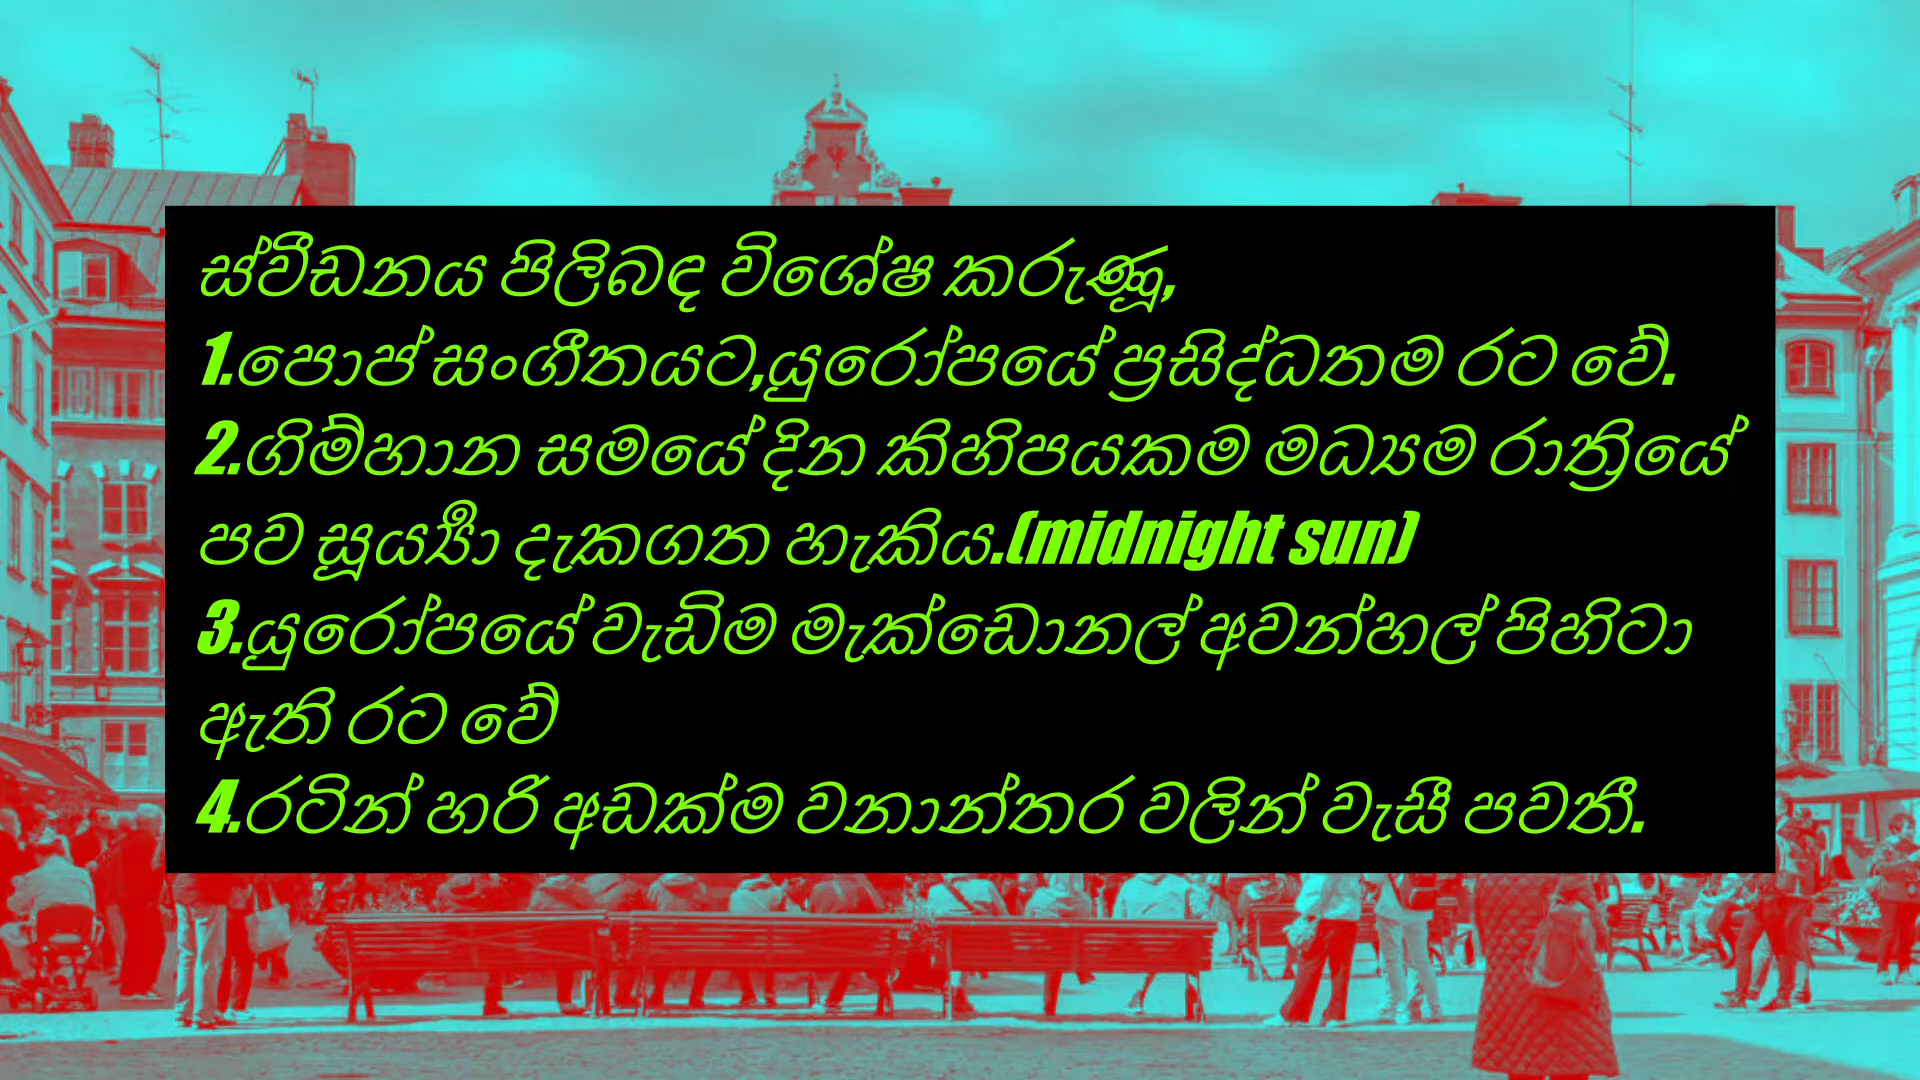 ස්වීඩනය පිලිබඳ විශේෂ කරුණූ,
1.පොප් සංගීතයට,යුරෝපයේ ප්‍රසිද්ධතම රට වේ.
2.ගිම්හාන සමයේ දින කිහිපයකම මධ්‍යම රාත්‍රියේ
පව සූර්‍ය්‍යා දැකගත හැකිය.(midnight sun)
3.යුරෝපයේ වැඩිම මැක්ඩොනල් අවන්හල් පිහිටා
ඇති රට වේ
4.රටින් හරි අඩක්ම වනාන්තර වලින් වැසී පවතී.